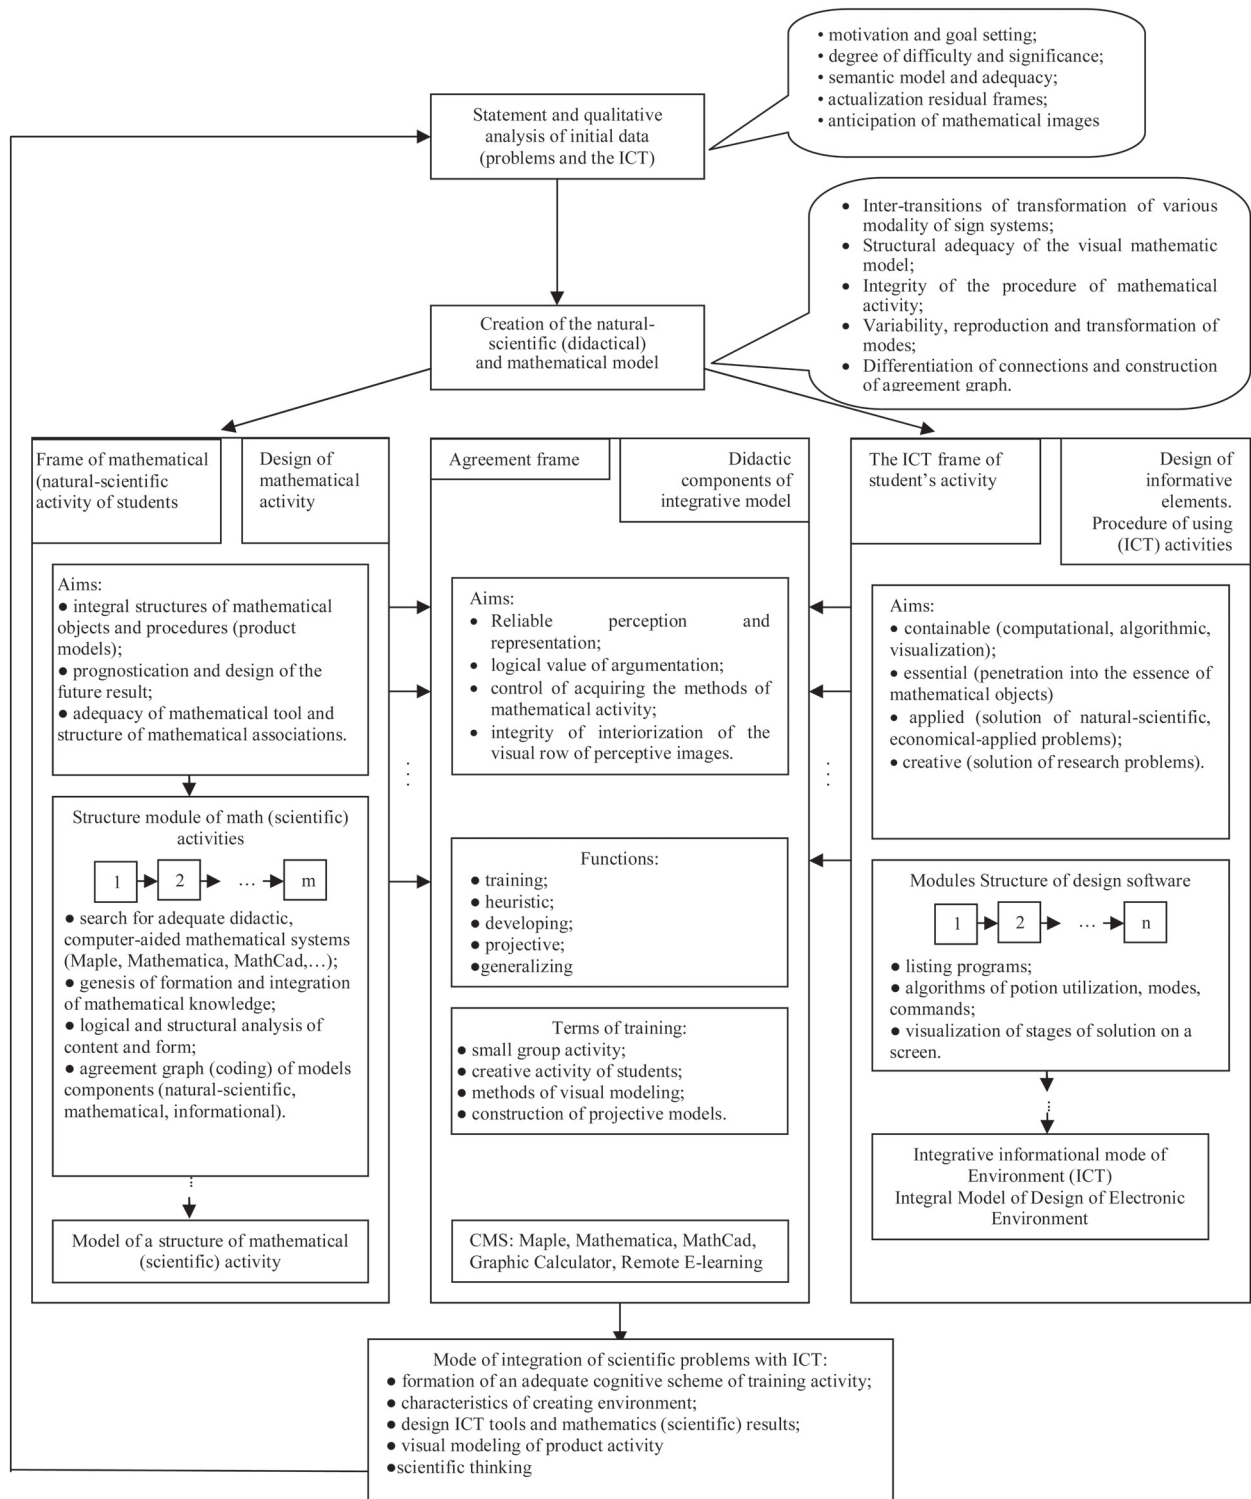 • motivation and goal setting;
• degree of difficulty and significance;
• semantic model and adequacy;
• actualization residual frames;
• anticipation of mathematical images
Statement and qualitative
analysis of initial data
(problems and the ICT)
● Inter-transitions of transformation of various
modality of sign systems;
● Structural adequacy of the visual mathematic
model;
● Integrity of the procedure of mathematical
activity;
● Variability, reproduction and transformation of
modes;
● Differentiation of connections and construction
of agreement graph.
Creation of the natural-
scientific (didactical)
and mathematical model
Frame of mathematical
(natural-scientific
activity of students
Design of
mathematical
activity
Aims:
● integral structures of mathematical
objects and procedures (product
models);
● prognostication and design of the
future result;
● adequacy of mathematical tool and
structure of mathematical associations.
Structure module of math (scientific)
activities
1 2 … m
● search for adequate didactic,
computer-aided mathematical systems
(Maple, Mathematica, MathCad,…);
● genesis of formation and integration
of mathematical knowledge;
● logical and structural analysis of
content and form;
● agreement graph (coding) of models
components (natural-scientific,
mathematical, informational).
Model of a structure of mathematical
(scientific) activity
Agreement frame
Didactic
components of
integrative model
Aims:
● Reliable perception and
representation;
● logical value of argumentation;
● control of acquiring the methods of
mathematical activity;
● integrity of interiorization of the
visual row of perceptive images.
Functions:
● training;
● heuristic;
● developing;
● projective;
●generalizing
Terms of training:
● small group activity;
● creative activity of students;
● methods of visual modeling;
● construction of projective models.
CMS: Maple, Mathematica, MathCad,
Graphic Calculator, Remote E-learning
The ICT frame of
student's activity
Design of
informative
elements.
Procedure of using
(ICT) activities
Aims:
● containable (computational, algorithmic,
visualization);
● essential (penetration into the essence of
mathematical objects)
● applied (solution of natural-scientific,
economical-applied problems);
● creative (solution of research problems).
Modules Structure of design software
1 2 … n
● listing programs;
● algorithms of potion utilization, modes,
commands;
● visualization of stages of solution on a
screen.
Integrative informational mode of
Environment (ICT)
Integral Model of Design of Electronic
Environment
Mode of integration of scientific problems with ICT:
● formation of an adequate cognitive scheme of training activity;
● characteristics of creating environment;
● design ICT tools and mathematics (scientific) results;
● visual modeling of product activity
●scientific thinking